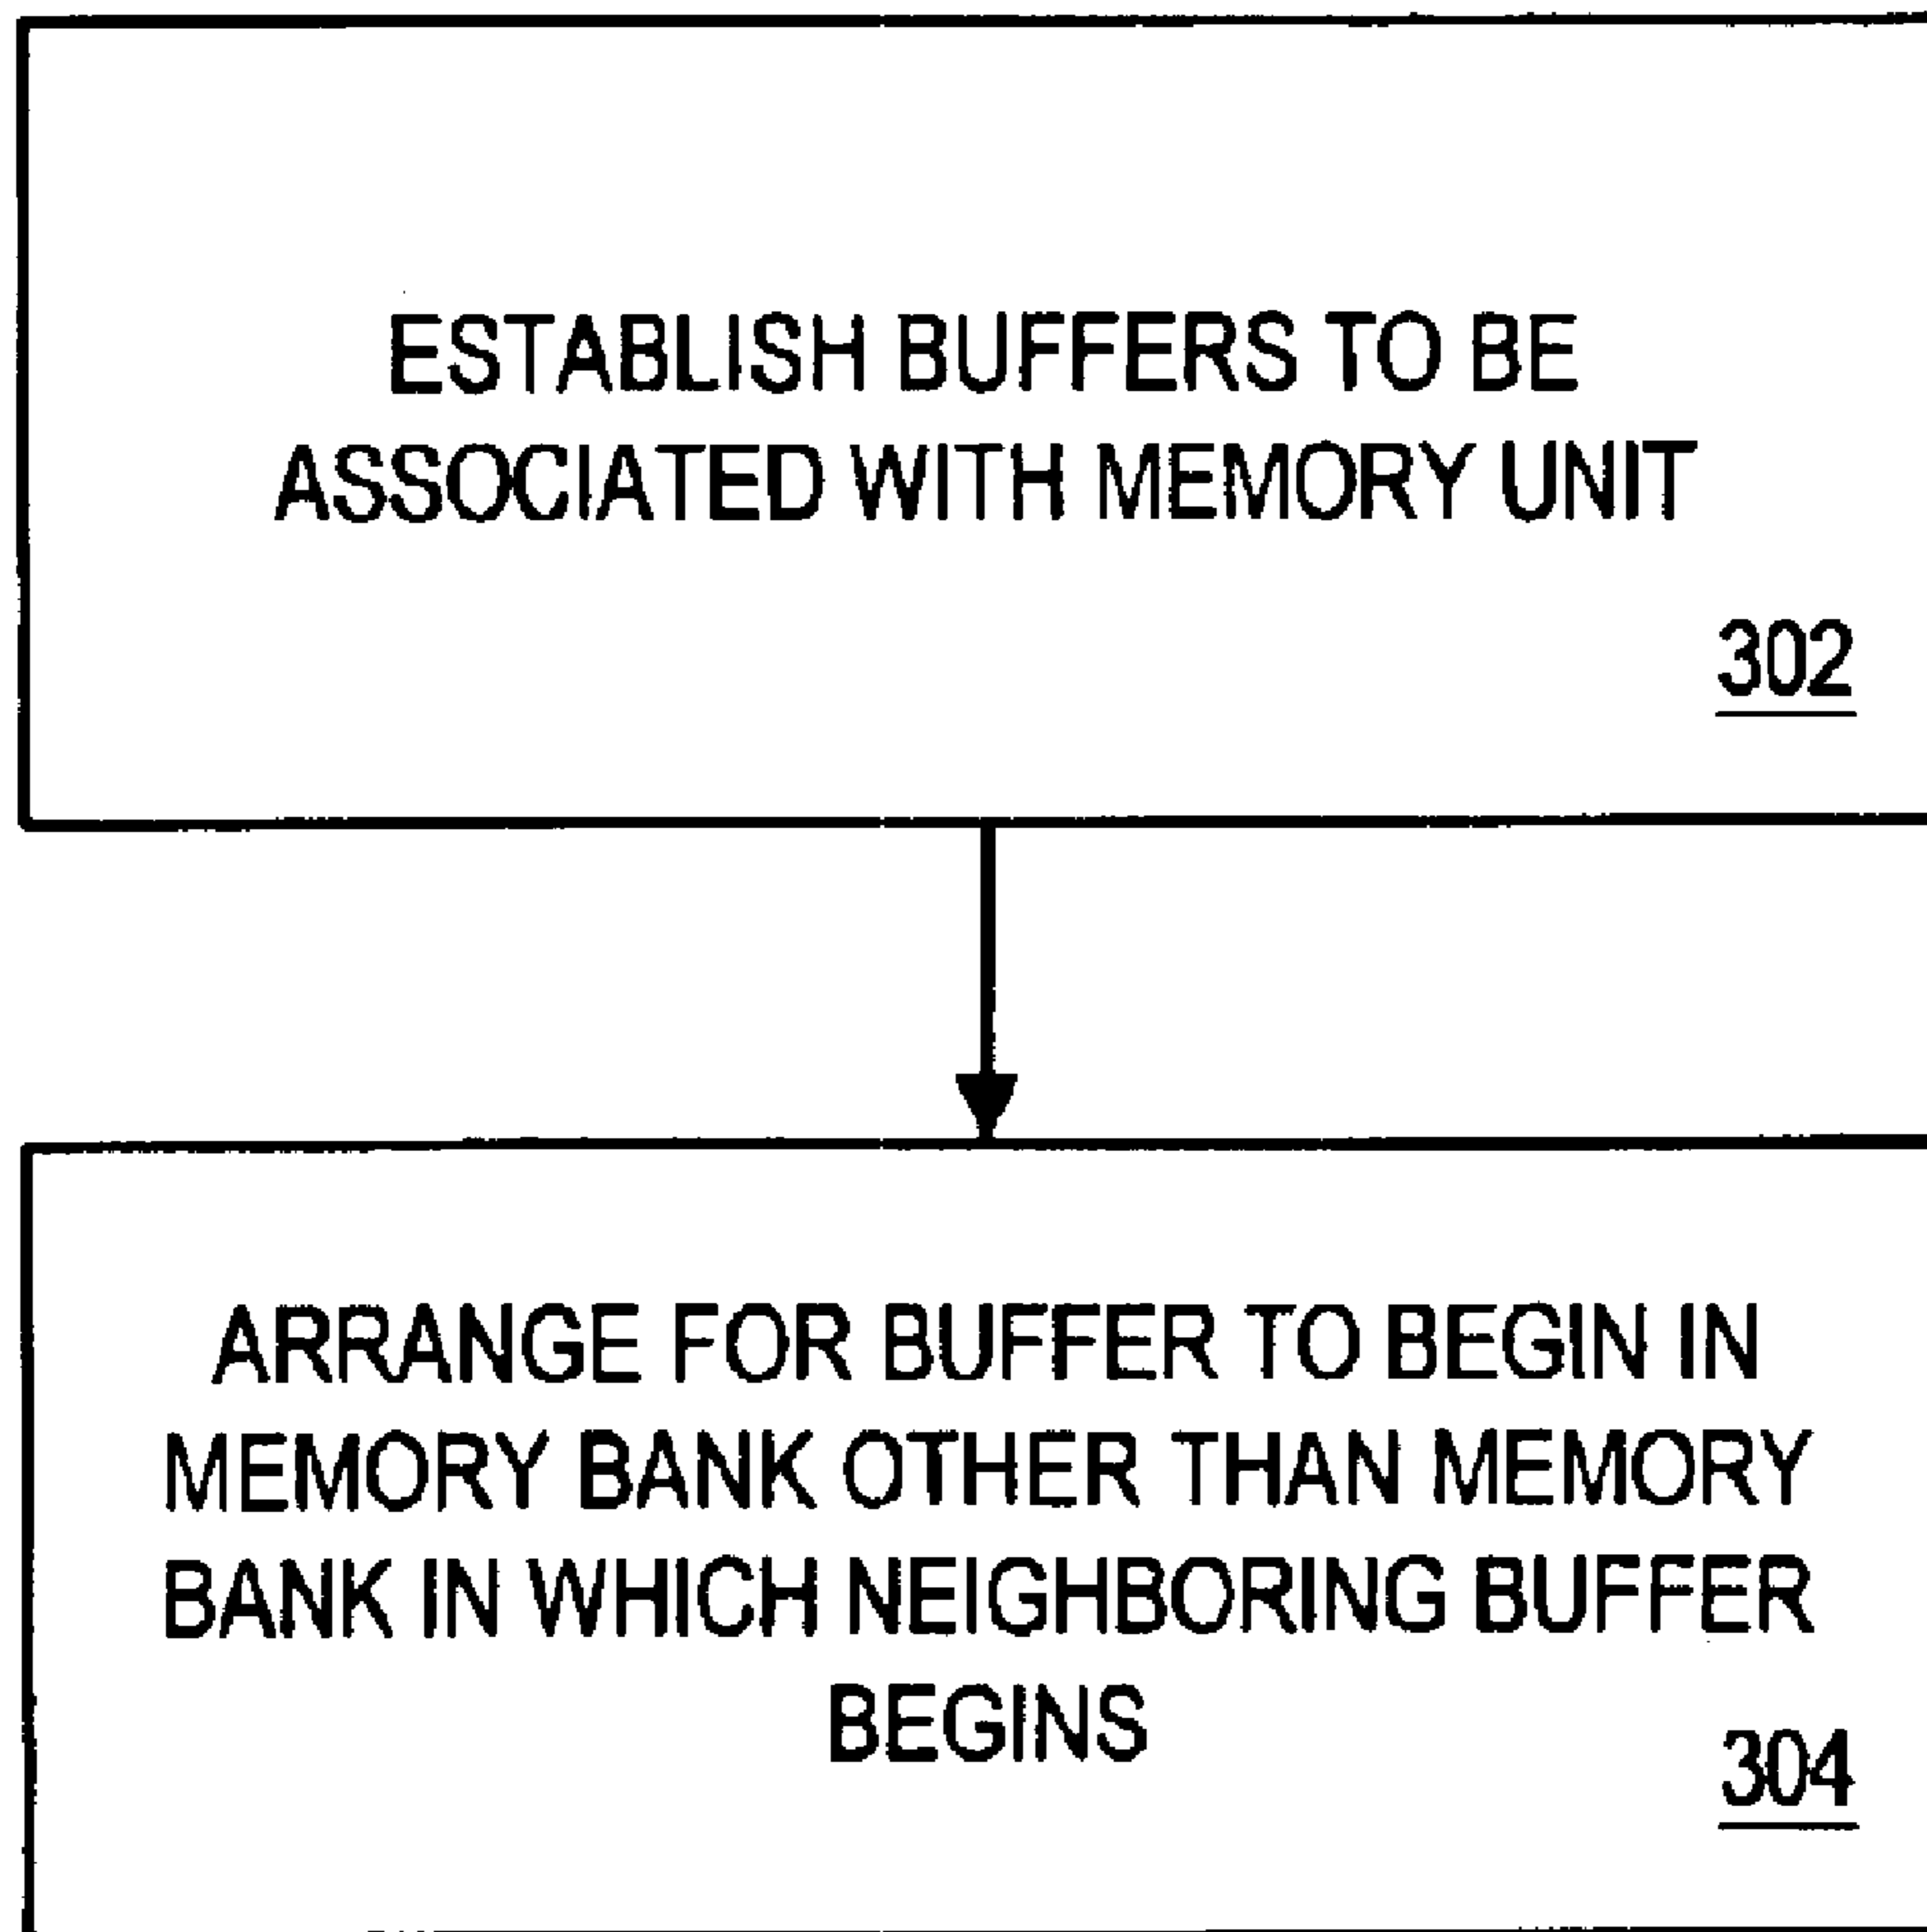 ESTABLISH BUFFERS TO BE
ASSOCIATED WITH MEMORY UNIT
302
ARRANGE FOR BUFFER TO BEGIN IN
MEMORY BANK OTHER THAN MEMORY
BANK IN WHICH NEIGHBORING BUFFER
BEGINS
304